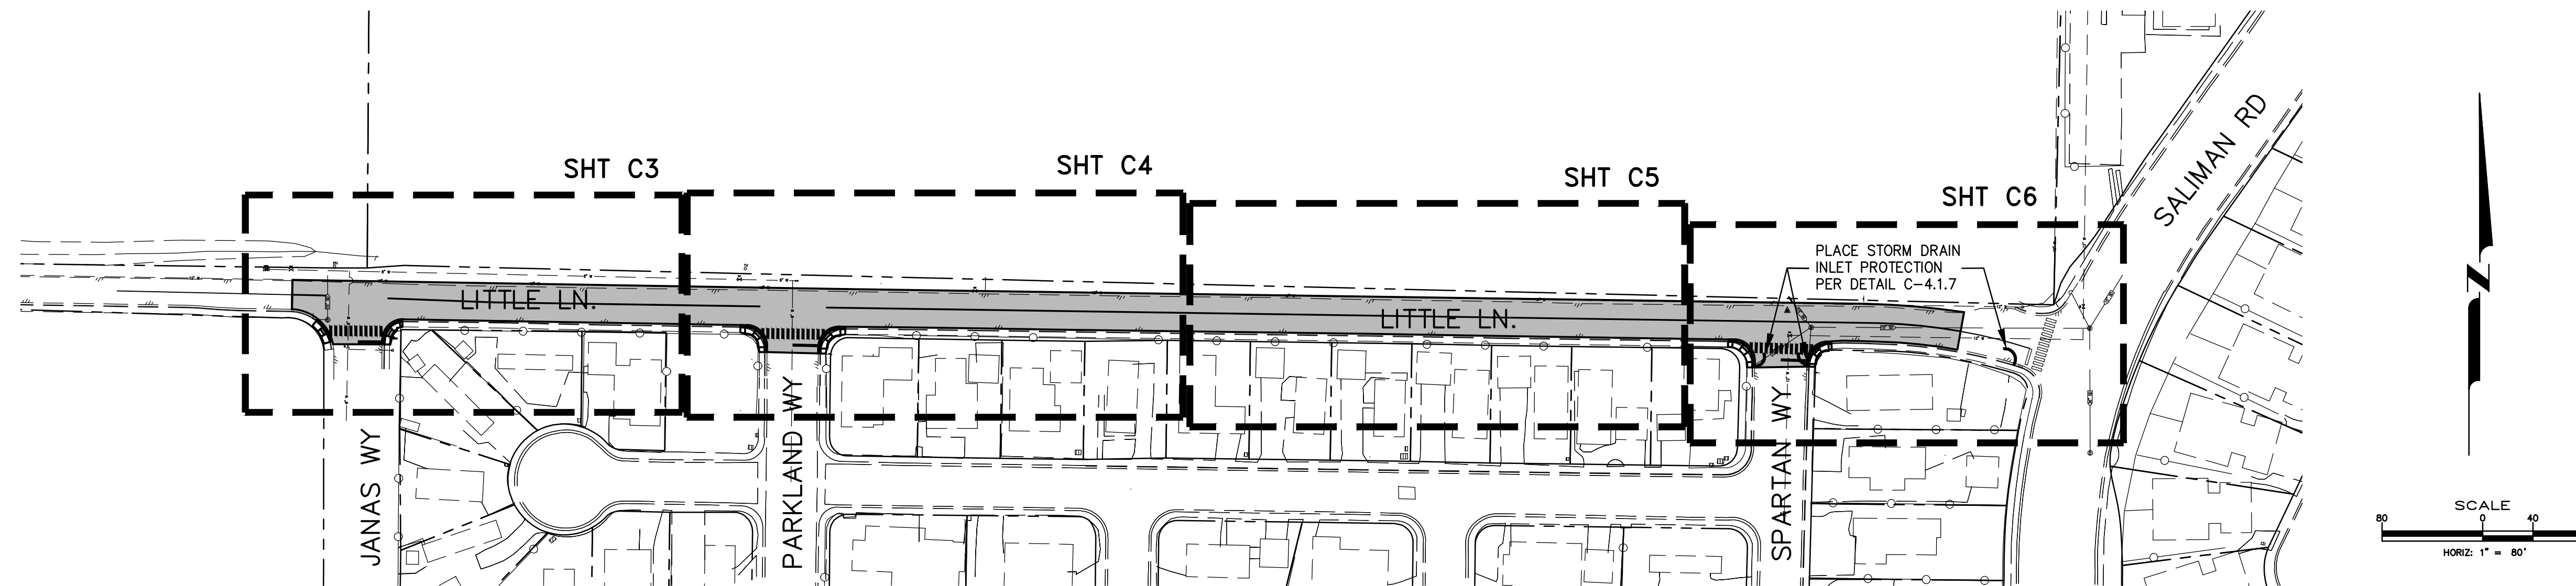 SHT C3
SHT C4
SHT C5
SHT C6
PLACE STORM DRAIN
INLET PROTECTION
PER DETAIL C-4.1.7
SALIMAN RD
LITTLE LN.
LITTLE LN.
JANAS WY
PARKLAND WY
SPARTAN WY
N
SCALE
80 0 40
HORIZ: 1" = 80'